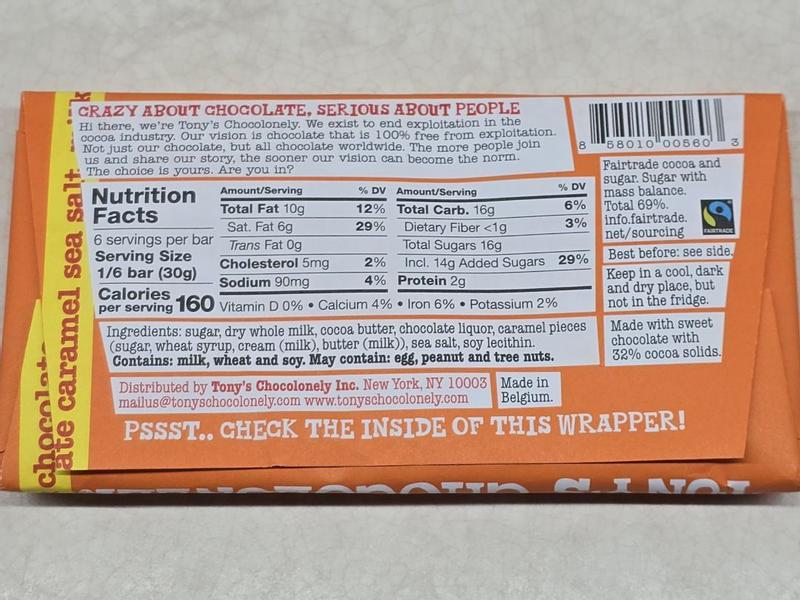 CRAZY ABOUT CHOCOLATE, SERIOUS ABOUT PEOPLE
Hi there, we're Tony's Chocolonely. We exist to end exploitation in the
cocoa industry. Our vision is chocolate that is 100% free from exploitation.
Not just our chocolate, but all chocolate worldwide. The more people join
us and share our story, the sooner our vision can become the norm.
The choice is yours. Are you in?
8 58010 00560 3
Nutrition
Facts
6 servings per bar
Serving Size
1/6 bar (30g)
Calories
per serving 160
Amount/Serving % DV
Total Fat 10g 12%
Sat. Fat 6g 29%
Trans Fat 0g
Cholesterol 5mg 2%
Sodium 90mg 4%
Amount/Serving % DV
Total Carb. 16g 6%
Dietary Fiber <1g 3%
Total Sugars 16g
Incl. 14g Added Sugars 29%
Protein 2g
Vitamin D 0% • Calcium 4% • Iron 6% • Potassium 2%
Fairtrade cocoa and
sugar. Sugar with
mass balance.
Total 69%.
info.fairtrade.
net/sourcing
FAIRTRADE
Best before: see side.
Keep in a cool, dark
and dry place, but
not in the fridge.
Made with sweet
chocolate with
32% cocoa solids.
Ingredients: sugar, dry whole milk, cocoa butter, chocolate liquor, caramel pieces
(sugar, wheat syrup, cream (milk), butter (milk)), sea salt, soy lecithin.
Contains: milk, wheat and soy. May contain: egg, peanut and tree nuts.
Distributed by Tony's Chocolonely Inc. New York, NY 10003
mailus@tonyschocolonely.com www.tonyschocolonely.com
Made in
Belgium.
PSSST.. CHECK THE INSIDE OF THIS WRAPPER!
chocolate
ate caramel sea salt